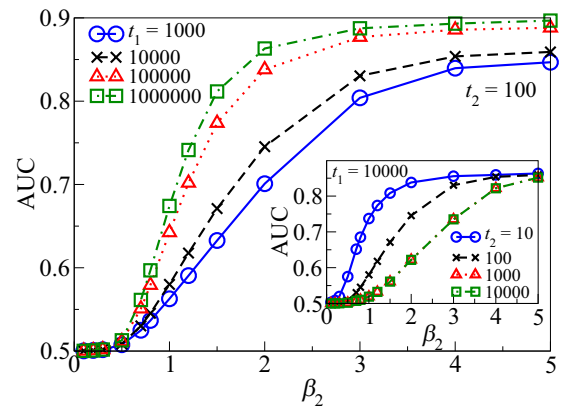 0.9
0.8
0.7
0.6
0.5
AUC
t₁ = 1000
10000
100000
1000000
t₂ = 100
0 1 2 3 4 5
β₂
t₁ = 10000
0.8
0.7
0.6
0.5
AUC
t₂ = 10
100
1000
10000
0 1 2 3 4 5
β₂